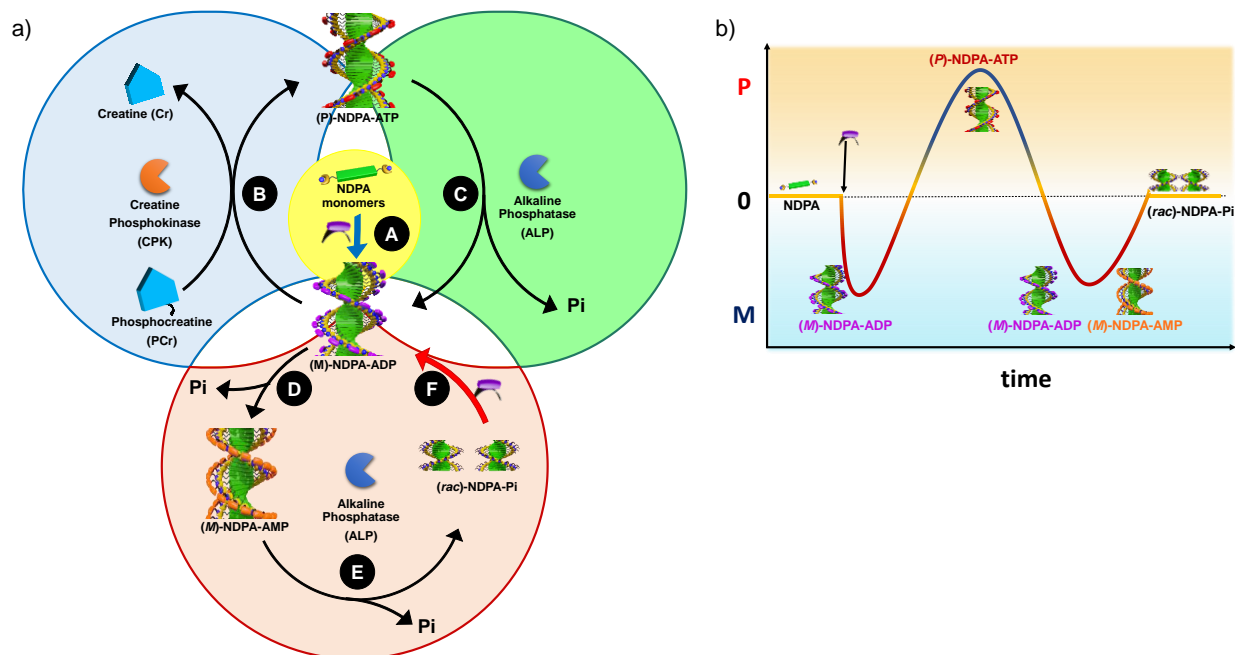 a)
Creatine (Cr)
Creatine
Phosphokinase
(CPK)
Phosphocreatine
(PCr)
B
(P)-NDPA-ATP
NDPA
monomers
A
C
Alkaline
Phosphatase
(ALP)
Pi
(M)-NDPA-ADP
Pi
D
F
(M)-NDPA-AMP
Alkaline
Phosphatase
(ALP)
(rac)-NDPA-Pi
E
Pi
b)
P
0
M
(P)-NDPA-ATP
NDPA
(rac)-NDPA-Pi
(M)-NDPA-ADP
(M)-NDPA-ADP
(M)-NDPA-AMP
time